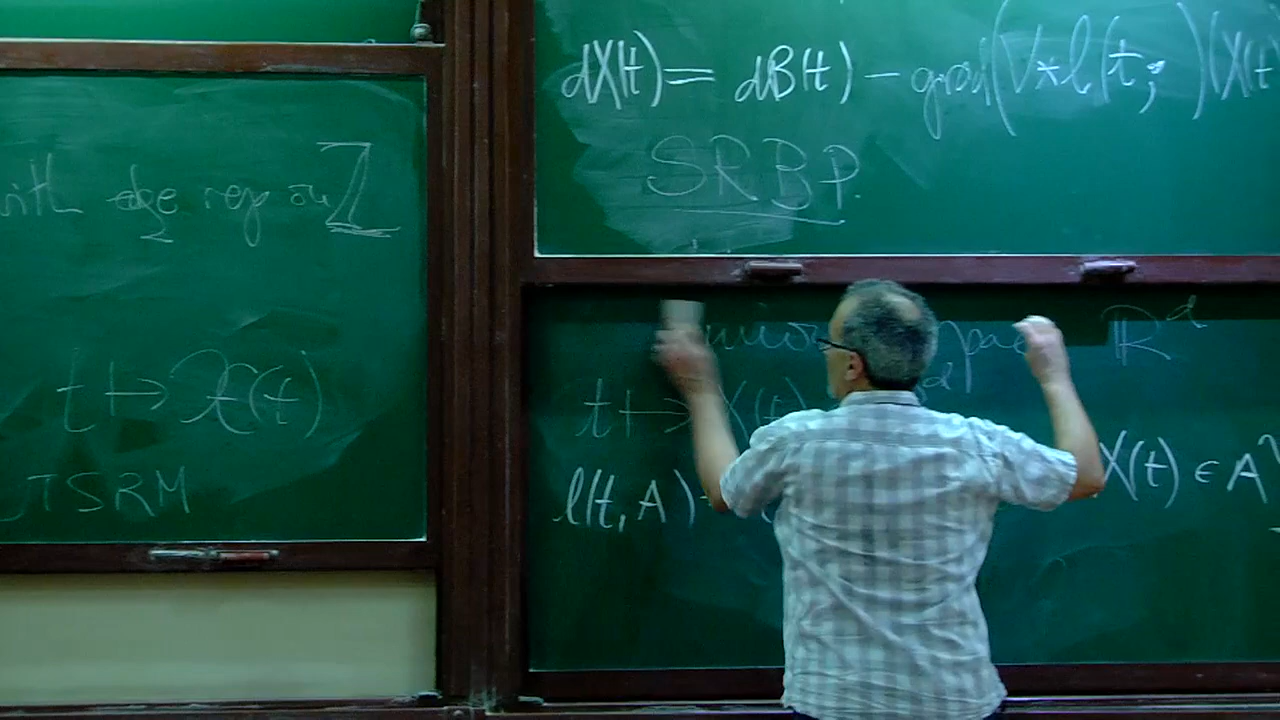 with edge rep on ℤ
t ↦ X(t)
TSRM
dX(t) = dB(t) − grad(V*l(t; ))(X(t
SRBP.
ℝ^d
t ↦ X(t)
l(t, A) X(t) ∈ A